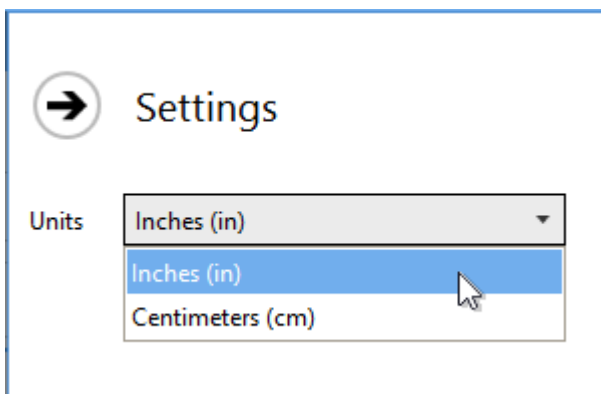 Settings
Units Inches (in)
Inches (in)
Centimeters (cm)